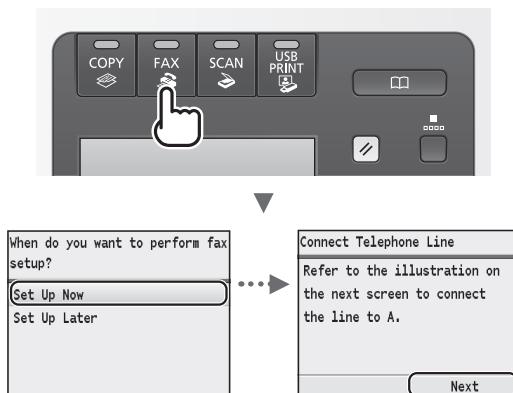 COPY
FAX
SCAN
USB
PRINT
When do you want to perform fax
setup?
Set Up Now
Set Up Later
Connect Telephone Line
Refer to the illustration on
the next screen to connect
the line to A.
Next